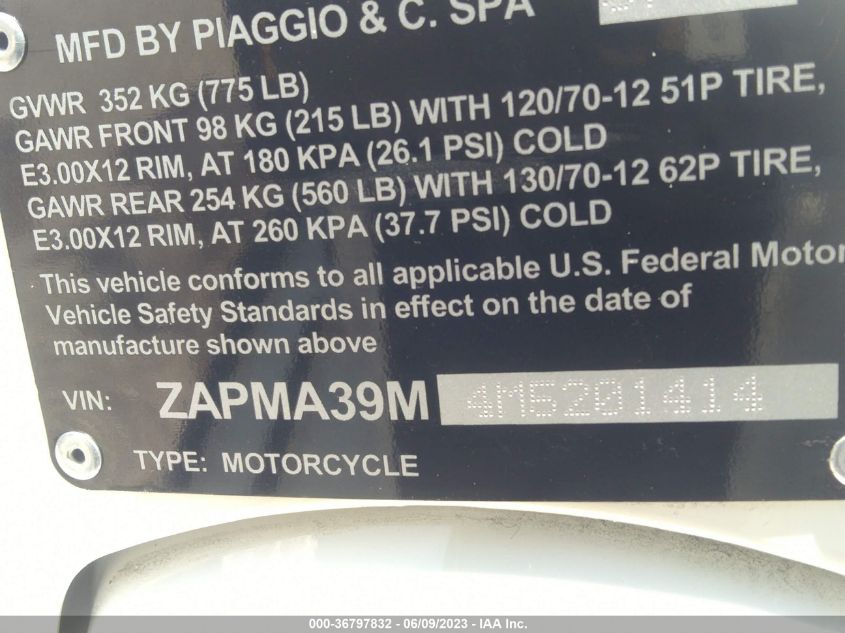 MFD BY PIAGGIO & C. SPA
GVWR 352 KG (775 LB)
GAWR FRONT 98 KG (215 LB) WITH 120/70-12 51P TIRE,
E3.00X12 RIM, AT 180 KPA (26.1 PSI) COLD
GAWR REAR 254 KG (560 LB) WITH 130/70-12 62P TIRE,
E3.00X12 RIM, AT 260 KPA (37.7 PSI) COLD
This vehicle conforms to all applicable U.S. Federal Motor
Vehicle Safety Standards in effect on the date of
manufacture shown above
VIN: ZAPMA39M 4M5201414
TYPE: MOTORCYCLE
000-36797832 - 06/09/2023 - IAA Inc.